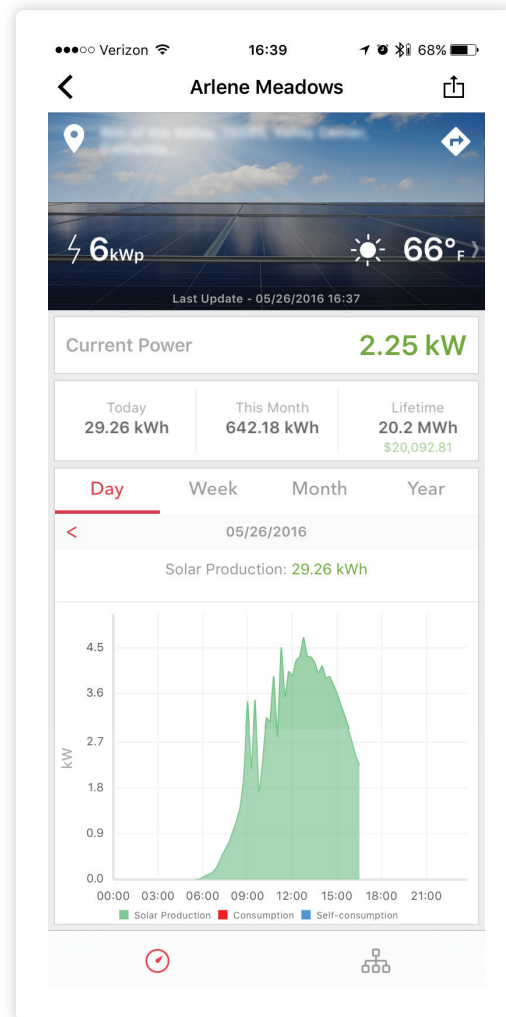 Verizon 16:39 68%
Arlene Meadows
6kWp 66°F
Last Update - 05/26/2016 16:37
Current Power 2.25 kW
Today This Month Lifetime
29.26 kWh 642.18 kWh 20.2 MWh
$20,092.81
Day Week Month Year
< 05/26/2016
Solar Production: 29.26 kWh
4.5
3.6
2.7
kW
1.8
0.9
0.0
00:00 03:00 06:00 09:00 12:00 15:00 18:00 21:00
Solar Production Consumption Self-consumption